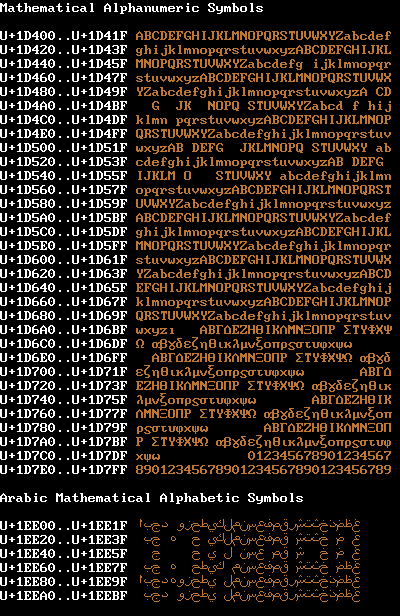 Mathematical Alphanumeric Symbols
U+1D400..U+1D41F ABCDEFGHIJKLMNOPQRSTUVWXYZabcdef
U+1D420..U+1D43F ghijklmnopqrstuvwxyzABCDEFGHIJKL
U+1D440..U+1D45F MNOPQRSTUVWXYZabcdefg ijklmnopqr
U+1D460..U+1D47F stuvwxyzABCDEFGHIJKLMNOPQRSTUVWX
U+1D480..U+1D49F YZabcdefghijklmnopqrstuvwxyzA CD
U+1D4A0..U+1D4BF   G  JK  NOPQ STUVWXYZabcd f hij
U+1D4C0..U+1D4DF klmn pqrstuvwxyzABCDEFGHIJKLMNOP
U+1D4E0..U+1D4FF QRSTUVWXYZabcdefghijklmnopqrstuv
U+1D500..U+1D51F wxyzAB DEFG  JKLMNOPQ STUVWXY ab
U+1D520..U+1D53F cdefghijklmnopqrstuvwxyzAB DEFG
U+1D540..U+1D55F IJKLM O   STUVWXY abcdefghijklmn
U+1D560..U+1D57F opqrstuvwxyzABCDEFGHIJKLMNOPQRST
U+1D580..U+1D59F UVWXYZabcdefghijklmnopqrstuvwxyz
U+1D5A0..U+1D5BF ABCDEFGHIJKLMNOPQRSTUVWXYZabcdef
U+1D5C0..U+1D5DF ghijklmnopqrstuvwxyzABCDEFGHIJKL
U+1D5E0..U+1D5FF MNOPQRSTUVWXYZabcdefghijklmnopqr
U+1D600..U+1D61F stuvwxyzABCDEFGHIJKLMNOPQRSTUVWX
U+1D620..U+1D63F YZabcdefghijklmnopqrstuvwxyzABCD
U+1D640..U+1D65F EFGHIJKLMNOPQRSTUVWXYZabcdefghij
U+1D660..U+1D67F klmnopqrstuvwxyzABCDEFGHIJKLMNOP
U+1D680..U+1D69F QRSTUVWXYZabcdefghijklmnopqrstuv
U+1D6A0..U+1D6BF wxyzı   ΑΒΓΔΕΖΗΘΙΚΛΜΝΞΟΠΡ ΣΤΥΦΧΨ
U+1D6C0..U+1D6DF Ω αβγδεζηθικλμνξοπρςστυφχψω
U+1D6E0..U+1D6FF   ΑΒΓΔΕΖΗΘΙΚΛΜΝΞΟΠΡ ΣΤΥΦΧΨΩ αβγδ
U+1D700..U+1D71F εζηθικλμνξοπρςστυφχψω       ΑΒΓΔ
U+1D720..U+1D73F ΕΖΗΘΙΚΛΜΝΞΟΠΡ ΣΤΥΦΧΨΩ αβγδεζηθικ
U+1D740..U+1D75F λμνξοπρςστυφχψω       ΑΒΓΔΕΖΗΘΙΚ
U+1D760..U+1D77F ΛΜΝΞΟΠΡ ΣΤΥΦΧΨΩ αβγδεζηθικλμνξοπ
U+1D780..U+1D79F ρςστυφχψω       ΑΒΓΔΕΖΗΘΙΚΛΜΝΞΟΠ
U+1D7A0..U+1D7BF Ρ ΣΤΥΦΧΨΩ αβγδεζηθικλμνξοπρςστυφ
U+1D7C0..U+1D7DF χψω           012345678901234567
U+1D7E0..U+1D7FF 89012345678901234567890123456789
Arabic Mathematical Alphabetic Symbols
U+1EE00..U+1EE1F
U+1EE20..U+1EE3F
U+1EE40..U+1EE5F
U+1EE60..U+1EE7F
U+1EE80..U+1EE9F
U+1EEA0..U+1EEBF